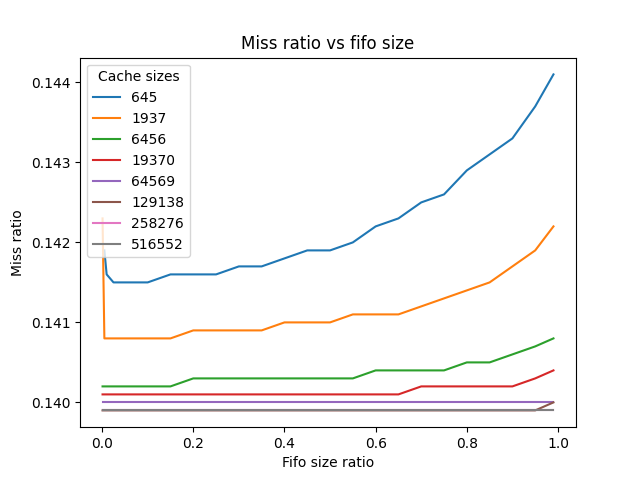 Miss ratio vs fifo size
Cache sizes
645
1937
6456
19370
64569
129138
258276
516552
0.144
0.143
0.142
0.141
0.140
Miss ratio
0.0 0.2 0.4 0.6 0.8 1.0
Fifo size ratio